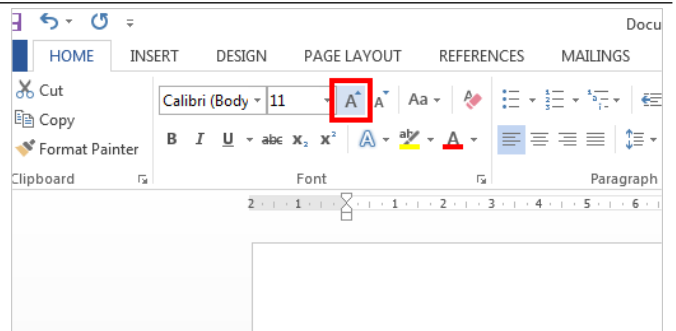 Docu
HOME INSERT DESIGN PAGE LAYOUT REFERENCES MAILINGS
Cut
Calibri (Body 11 A A Aa
Copy
Format Painter
B I U abc x₂ x² A ab A
Clipboard Font Paragraph
2 1 1 2 3 4 5 6